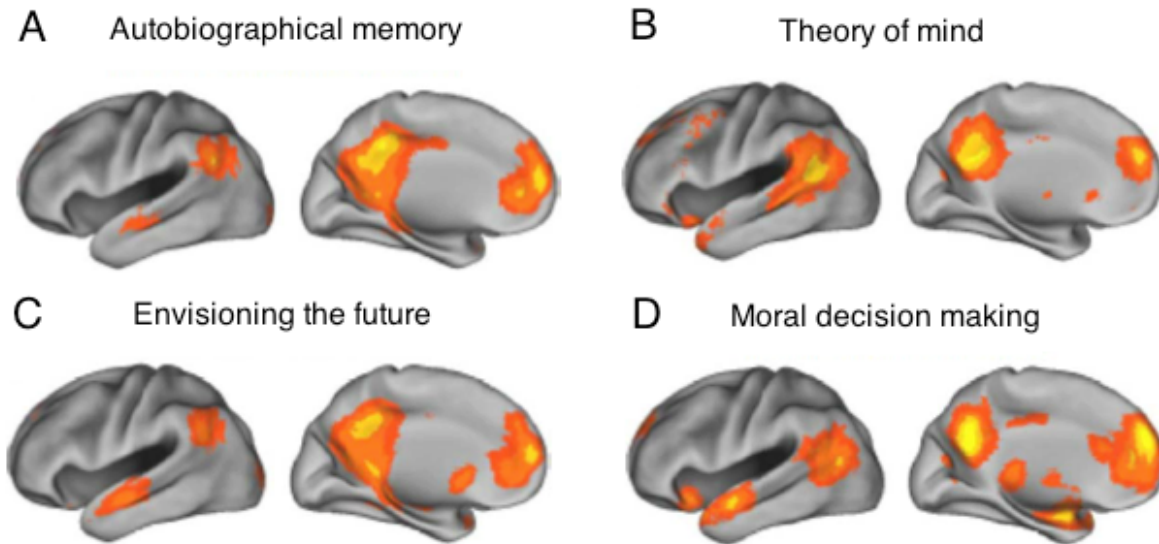 A Autobiographical memory
B Theory of mind
C Envisioning the future
D Moral decision making